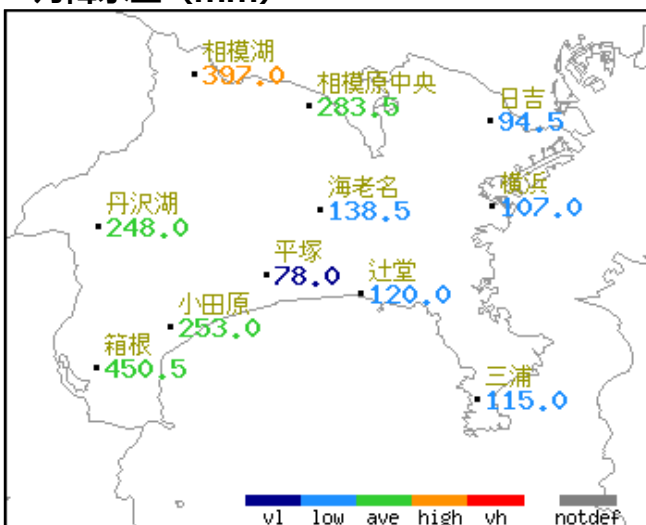 (mm)
相模湖
397.0
相模原中央
283.5
日吉
94.5
丹沢湖
248.0
海老名
138.5
横浜
107.0
平塚
78.0
辻堂
120.0
小田原
253.0
箱根
450.5
三浦
115.0
vl low ave high vh notdef